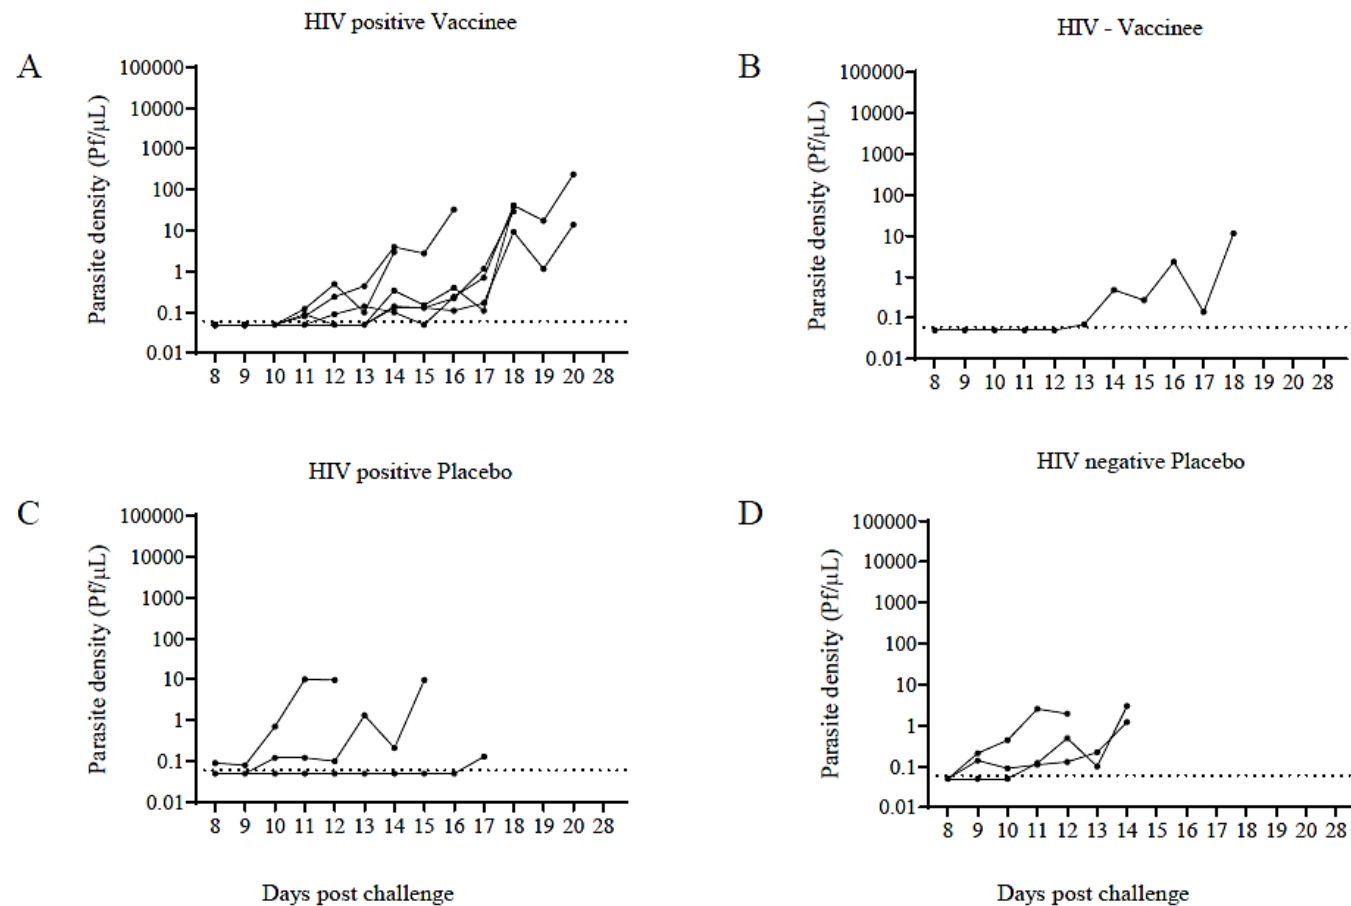 HIV positive Vaccinee
A
Parasite density (Pf/μL)
100000
10000
1000
100
10
1
0.1
0.01
8 9 10 11 12 13 14 15 16 17 18 19 20 28
HIV - Vaccinee
B
Parasite density (Pf/μL)
100000
10000
1000
100
10
1
0.1
0.01
8 9 10 11 12 13 14 15 16 17 18 19 20 28
HIV positive Placebo
C
Parasite density (Pf/μL)
100000
10000
1000
100
10
1
0.1
0.01
8 9 10 11 12 13 14 15 16 17 18 19 20 28
Days post challenge
HIV negative Placebo
D
Parasite density (Pf/μL)
100000
10000
1000
100
10
1
0.1
0.01
8 9 10 11 12 13 14 15 16 17 18 19 20 28
Days post challenge